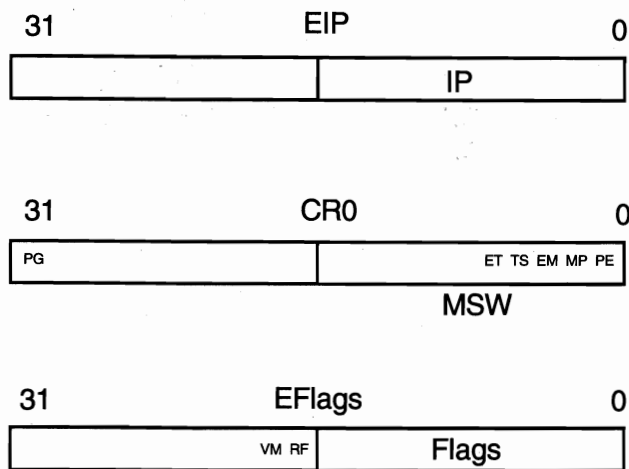 31 EIP 0
IP
31 CR0 0
PG ET TS EM MP PE
MSW
31 EFlags 0
VM RF Flags